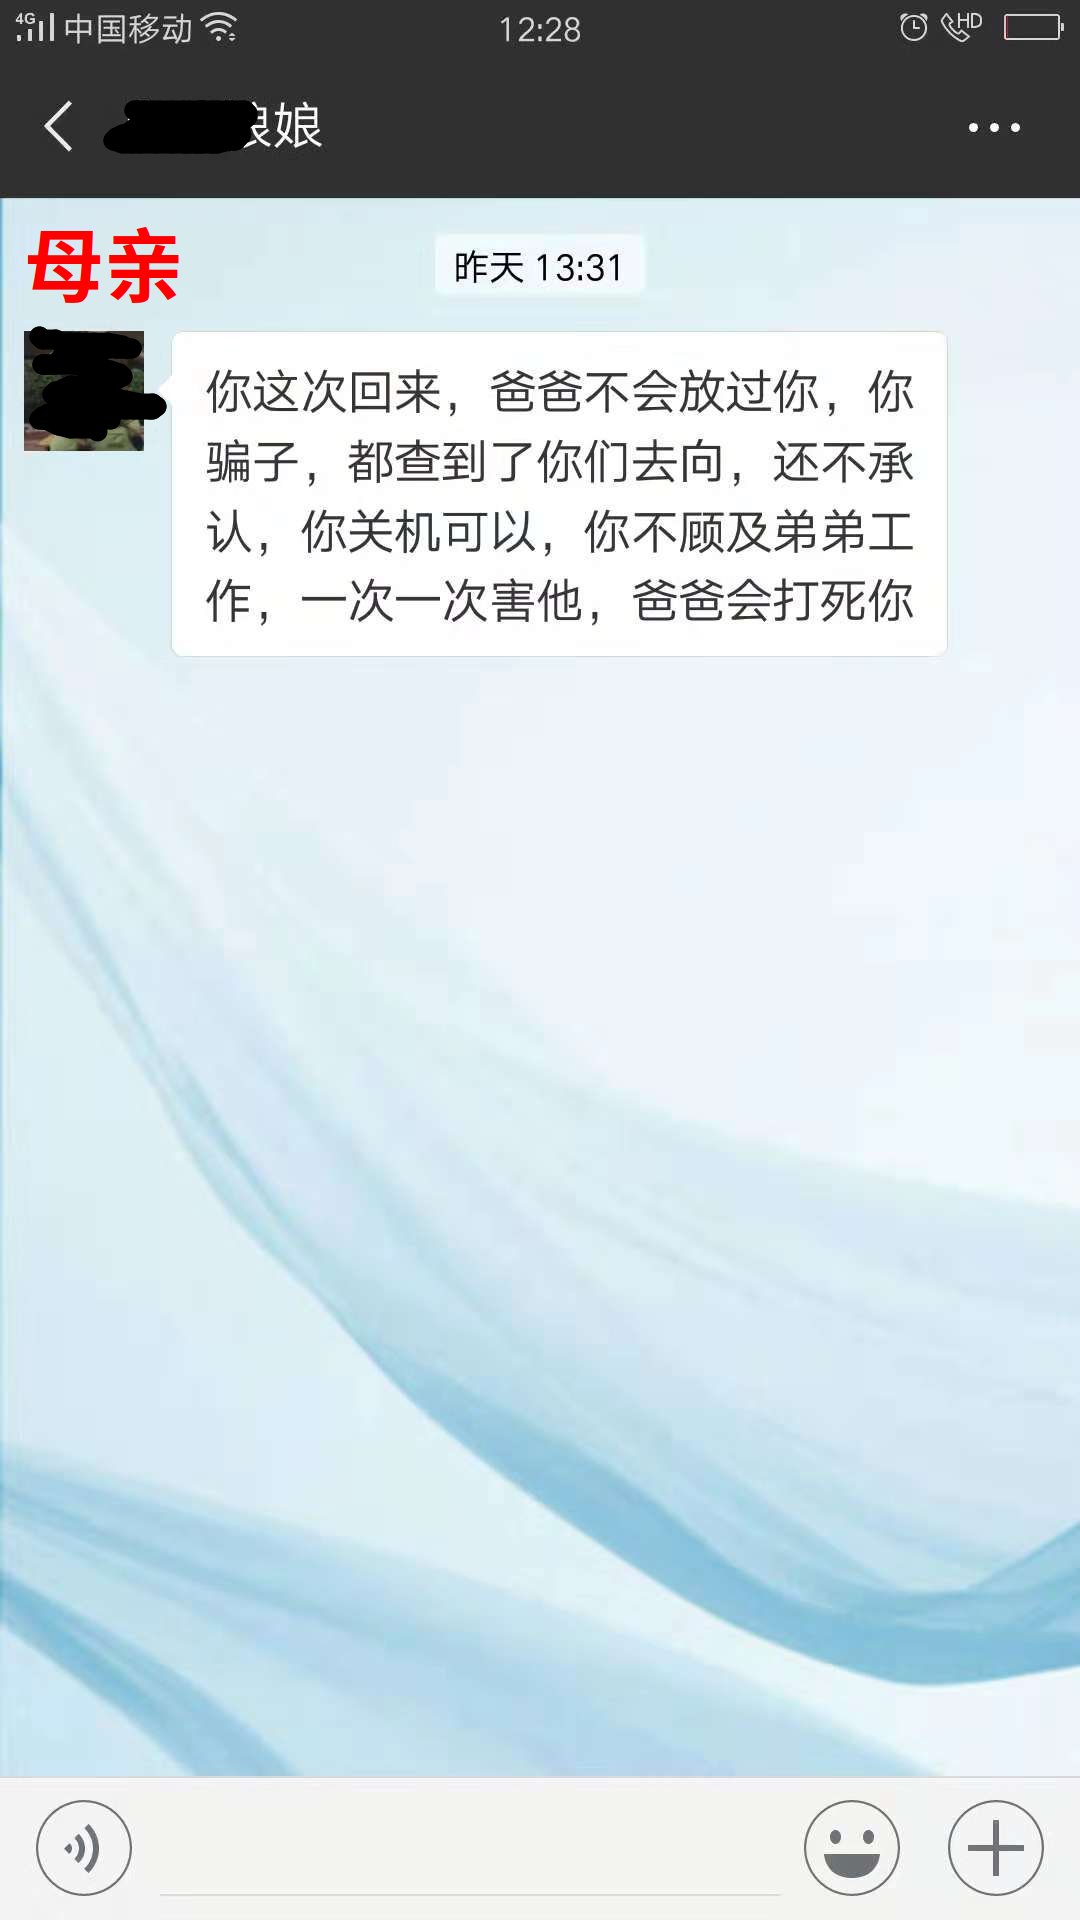 4G 中国移动 12:28 HD
娘
母亲
昨天 13:31
你这次回来，爸爸不会放过你，你
骗子，都查到了你们去向，还不承
认，你关机可以，你不顾及弟弟工
作，一次一次害他，爸爸会打死你